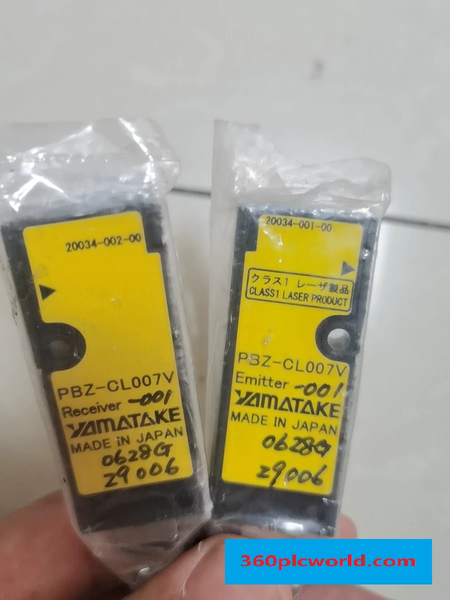 20034-002-00
PBZ-CL007V
Receiver -001
YAMATAKE
MADE IN JAPAN
0628G
Z9006
20034-001-00
クラス1 レーザ製品
CLASS1 LASER PRODUCT
PBZ-CL007V
Emitter -001
YAMATAKE
MADE IN JAPAN
0628G
Z9006
360plcworld.com